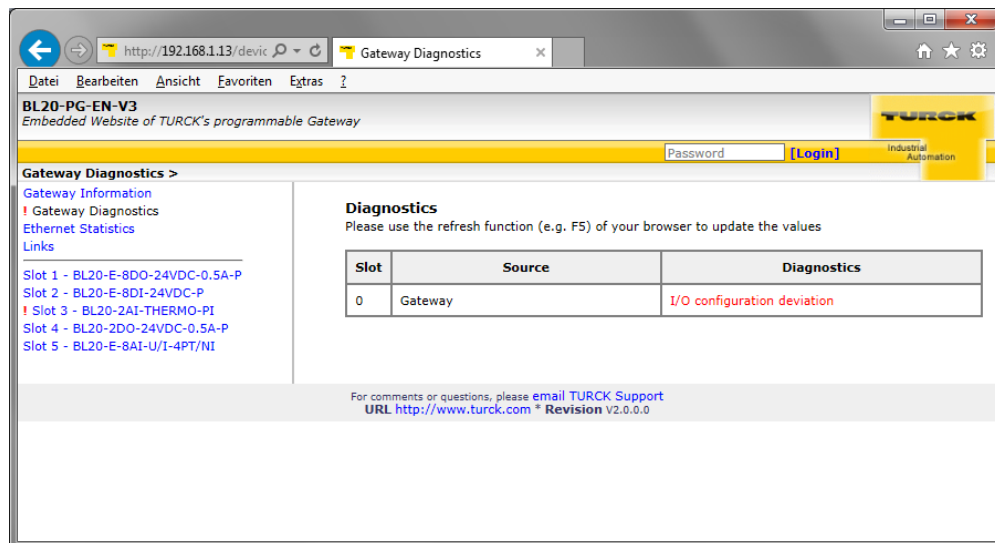 http://192.168.1.13/devic
Gateway Diagnostics
Datei Bearbeiten Ansicht Favoriten Extras ?
BL20-PG-EN-V3
Embedded Website of TURCK's programmable Gateway
TURCK
Industrial
Automation
Password [Login]
Gateway Diagnostics >
Gateway Information
! Gateway Diagnostics
Ethernet Statistics
Links
Slot 1 - BL20-E-8DO-24VDC-0.5A-P
Slot 2 - BL20-E-8DI-24VDC-P
! Slot 3 - BL20-2AI-THERMO-PI
Slot 4 - BL20-2DO-24VDC-0.5A-P
Slot 5 - BL20-E-8AI-U/I-4PT/NI
Diagnostics
Please use the refresh function (e.g. F5) of your browser to update the values
Slot Source Diagnostics
0 Gateway I/O configuration deviation
For comments or questions, please email TURCK Support
URL http://www.turck.com * Revision V2.0.0.0